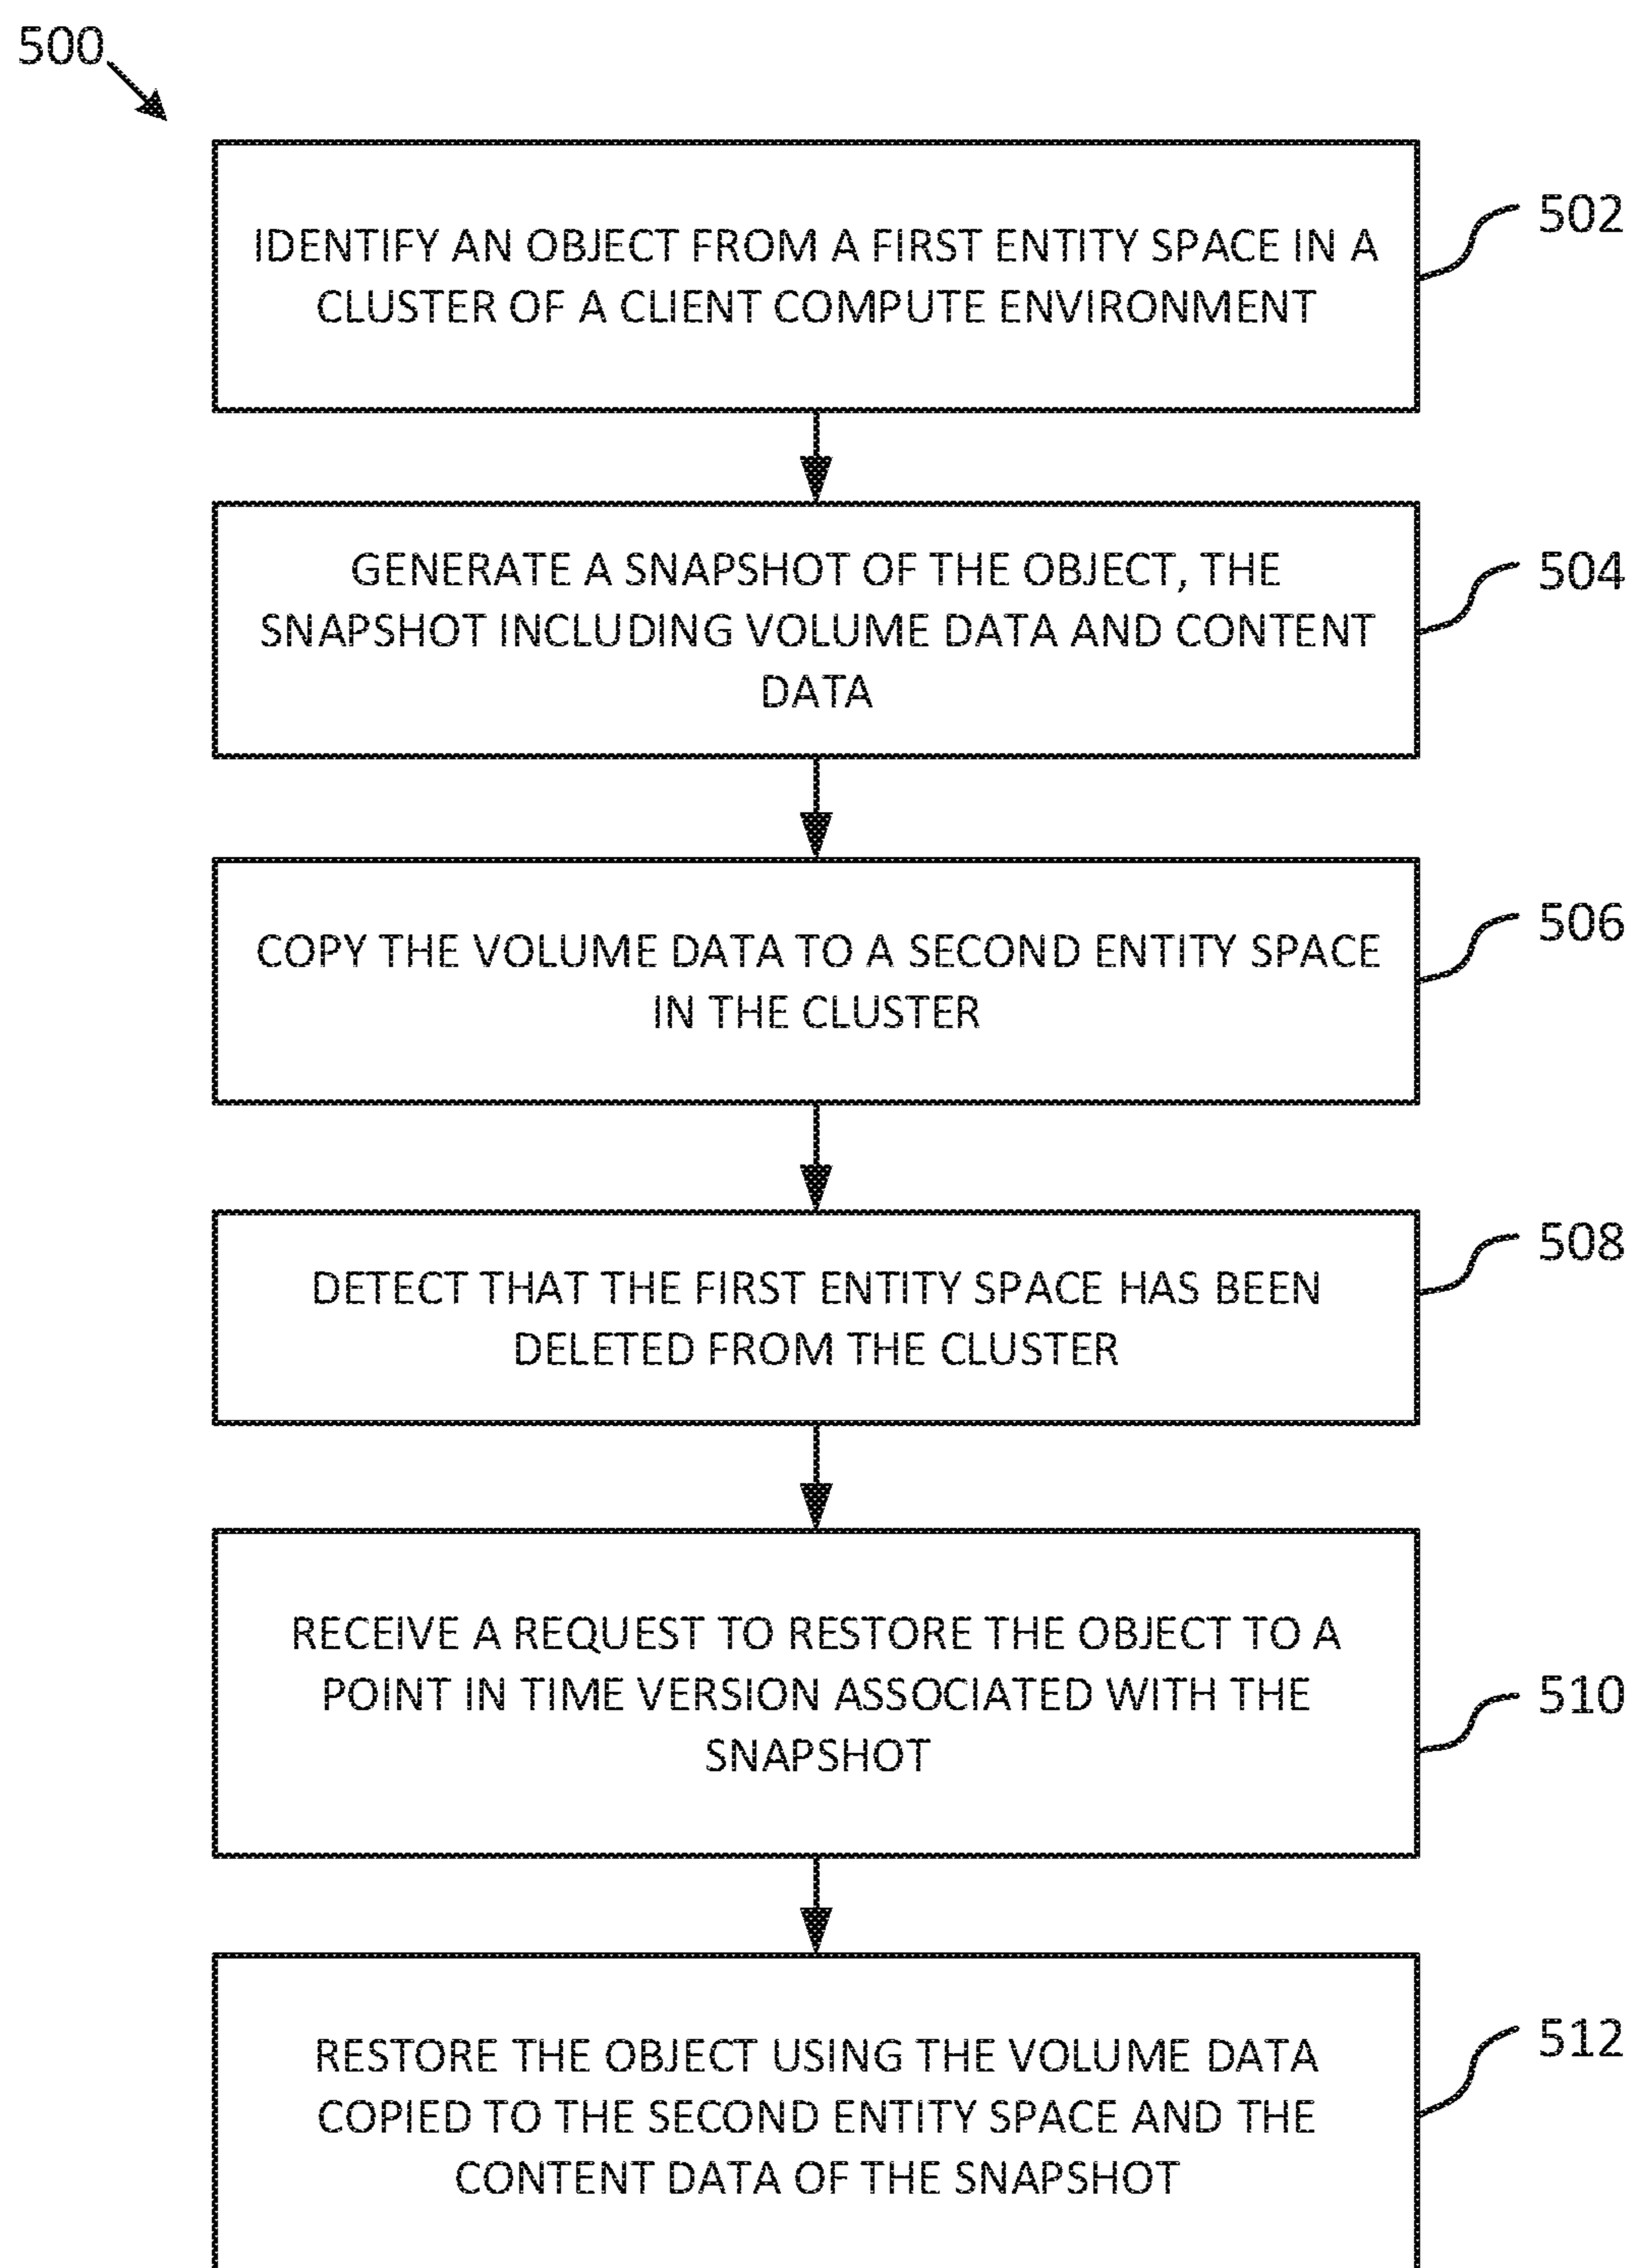 500
IDENTIFY AN OBJECT FROM A FIRST ENTITY SPACE IN A
CLUSTER OF A CLIENT COMPUTE ENVIRONMENT
502
GENERATE A SNAPSHOT OF THE OBJECT, THE
SNAPSHOT INCLUDING VOLUME DATA AND CONTENT
DATA
504
COPY THE VOLUME DATA TO A SECOND ENTITY SPACE
IN THE CLUSTER
506
DETECT THAT THE FIRST ENTITY SPACE HAS BEEN
DELETED FROM THE CLUSTER
508
RECEIVE A REQUEST TO RESTORE THE OBJECT TO A
POINT IN TIME VERSION ASSOCIATED WITH THE
SNAPSHOT
510
RESTORE THE OBJECT USING THE VOLUME DATA
COPIED TO THE SECOND ENTITY SPACE AND THE
CONTENT DATA OF THE SNAPSHOT
512